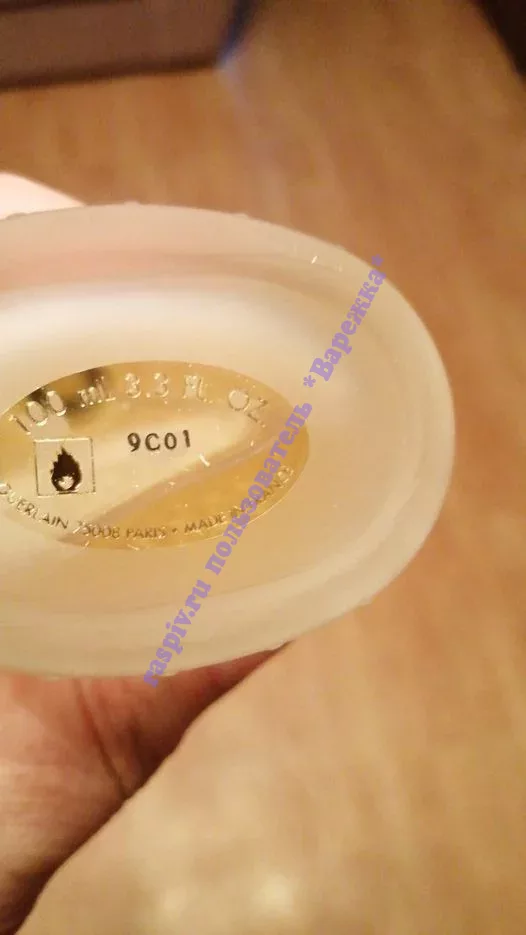 100 mL 3.3 fl. OZ
9C01
GUERLAIN 75008 PARIS • MADE IN FRANCE
raspiv.ru пользователь *Варежка*